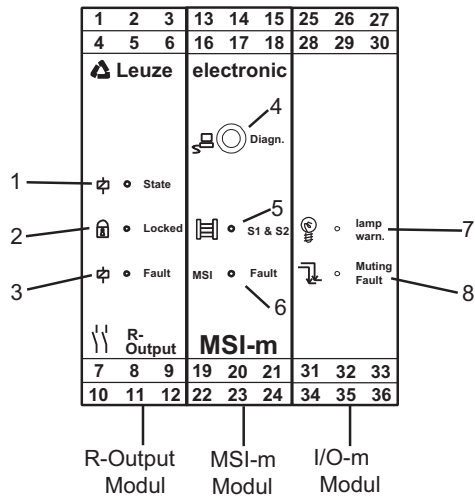 1 2 3 13 14 15 25 26 27
4 5 6 16 17 18 28 29 30
Leuze electronic
4
Diagn.
1
State
5
2
Locked
S1 & S2
lamp
warn.
7
3
Fault
MSI
Fault
Muting
Fault
8
6
R-
Output
MSI-m
7 8 9 19 20 21 31 32 33
10 11 12 22 23 24 34 35 36
R-Output
Modul
MSI-m
Modul
I/O-m
Modul